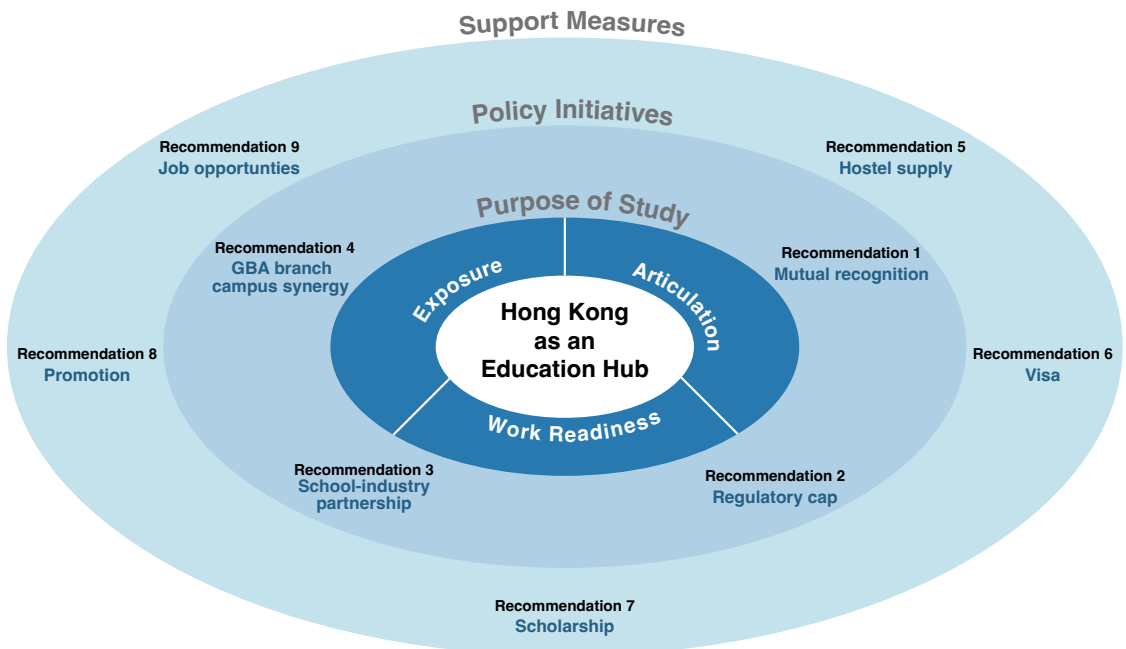 Support Measures
Policy Initiatives
Purpose of Study
Exposure
Articulation
Work Readiness
Hong Kong
as an
Education Hub
Recommendation 1
Mutual recognition
Recommendation 2
Regulatory cap
Recommendation 3
School-industry
partnership
Recommendation 4
GBA branch
campus synergy
Recommendation 5
Hostel supply
Recommendation 6
Visa
Recommendation 7
Scholarship
Recommendation 8
Promotion
Recommendation 9
Job opportunties